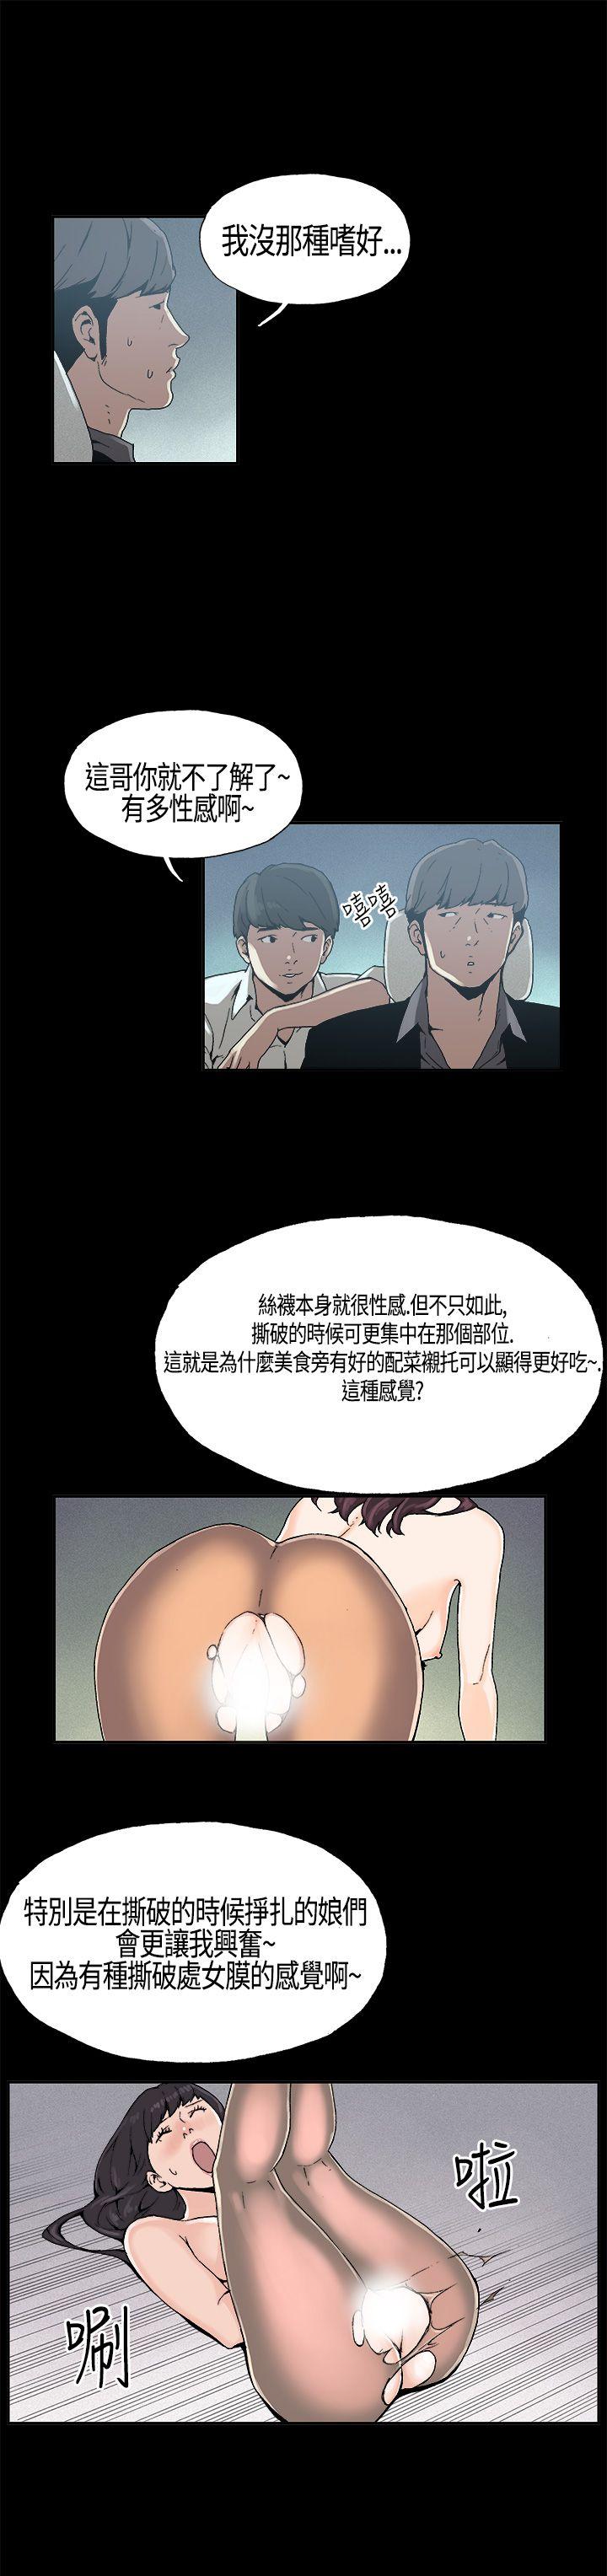 我沒那種嗜好...
這哥你就不了解了~
有多性感啊~
嘻嘻
絲襪本身就很性感.但不只如此,
撕破的時候可更集中在那個部位.
這就是為什麼美食旁有好的配菜襯托可以顯得更好吃~.
這種感覺?
特別是在撕破的時候掙扎的娘們
會更讓我興奮~
因為有種撕破處女膜的感覺啊~
啦
唰